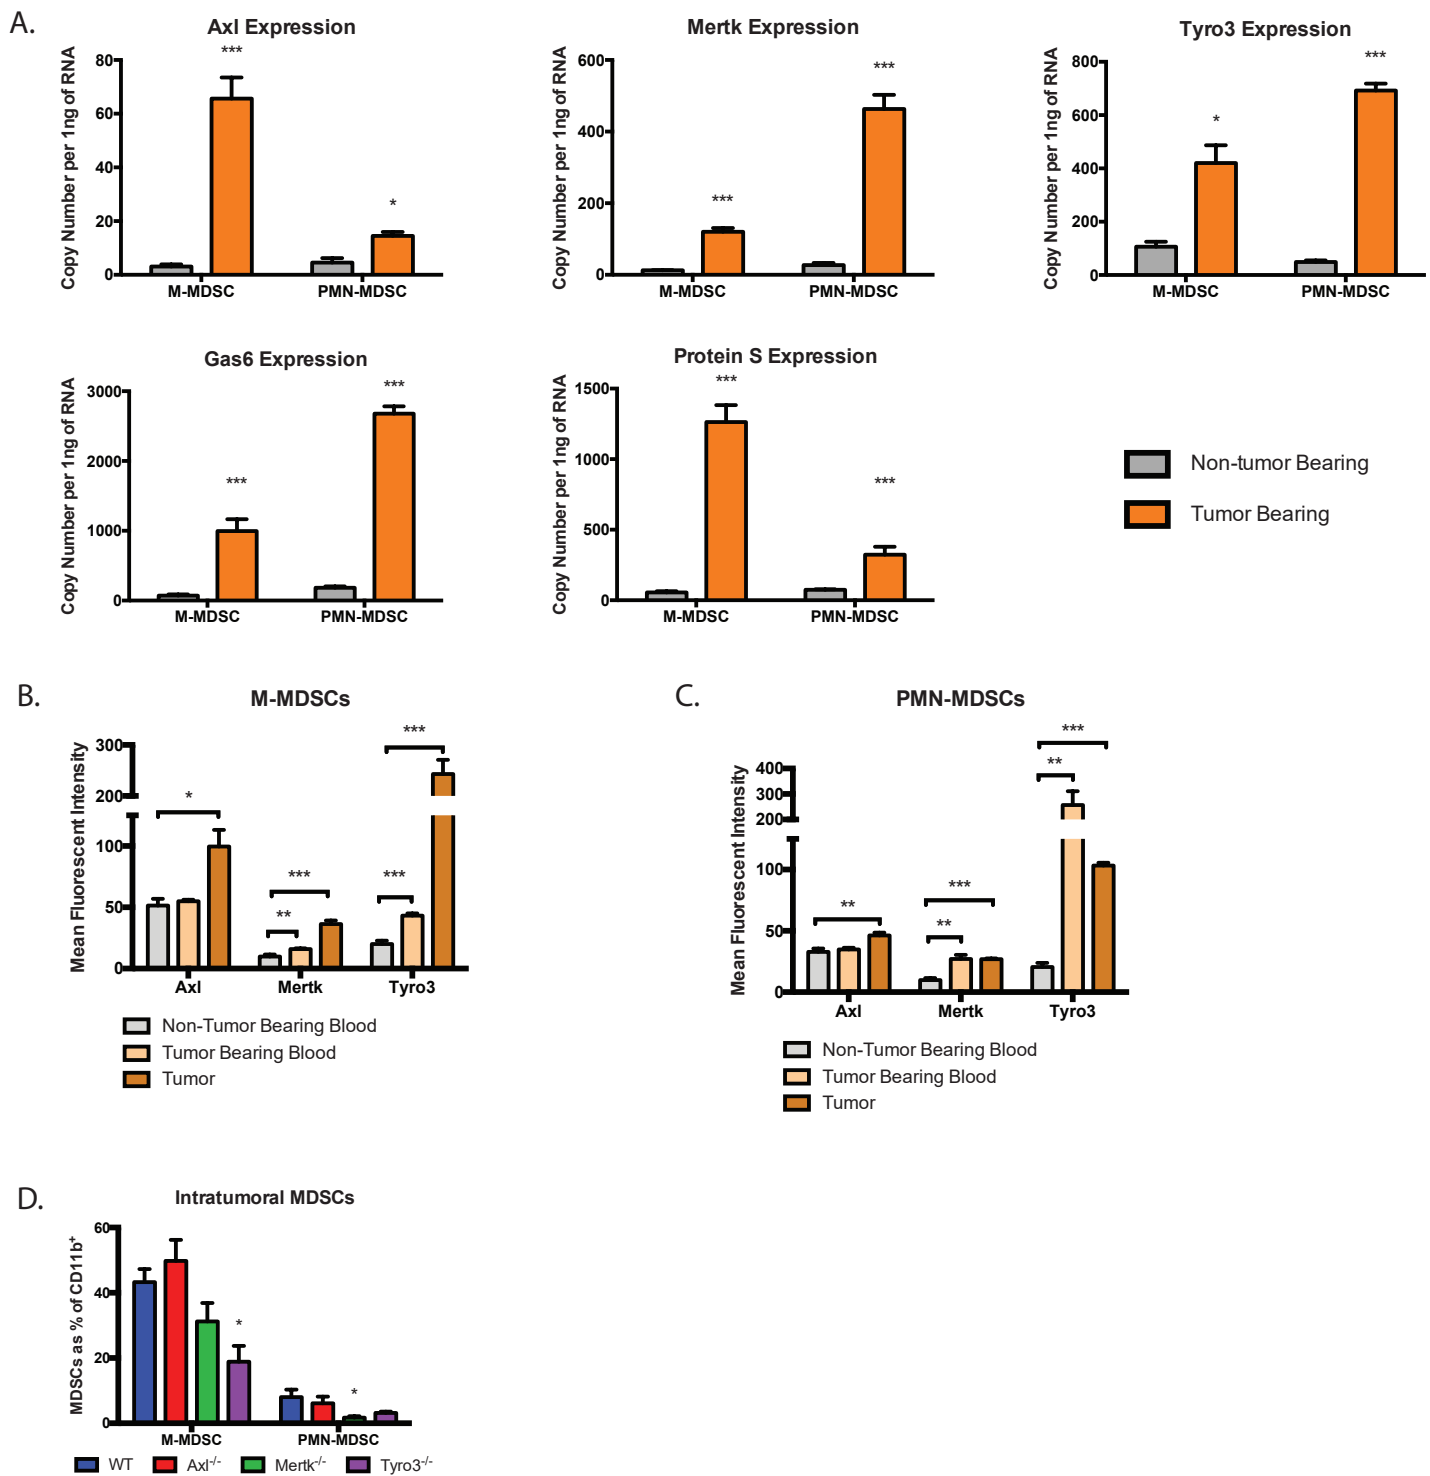 A.
Axl Expression
Copy Number per 1ng of RNA
80
60
40
20
0
***
*
M-MDSC
PMN-MDSC
Mertk Expression
Copy Number per 1ng of RNA
600
400
200
0
***
***
M-MDSC
PMN-MDSC
Tyro3 Expression
Copy Number per 1ng of RNA
800
600
400
200
0
*
***
M-MDSC
PMN-MDSC
Gas6 Expression
Copy Number per 1ng of RNA
3000
2000
1000
0
***
***
M-MDSC
PMN-MDSC
Protein S Expression
Copy Number per 1ng of RNA
1500
1000
500
0
***
***
M-MDSC
PMN-MDSC
Non-tumor Bearing
Tumor Bearing
B.
M-MDSCs
Mean Fluorescent Intensity
300
200
100
50
0
*
**
***
***
***
Axl
Mertk
Tyro3
Non-Tumor Bearing Blood
Tumor Bearing Blood
Tumor
C.
PMN-MDSCs
Mean Fluorescent Intensity
400
300
200
100
50
0
**
**
***
**
***
Axl
Mertk
Tyro3
Non-Tumor Bearing Blood
Tumor Bearing Blood
Tumor
D.
Intratumoral MDSCs
MDSCs as % of CD11b⁺
60
40
20
0
*
*
M-MDSC
PMN-MDSC
WT
Axl⁻/⁻
Mertk⁻/⁻
Tyro3⁻/⁻